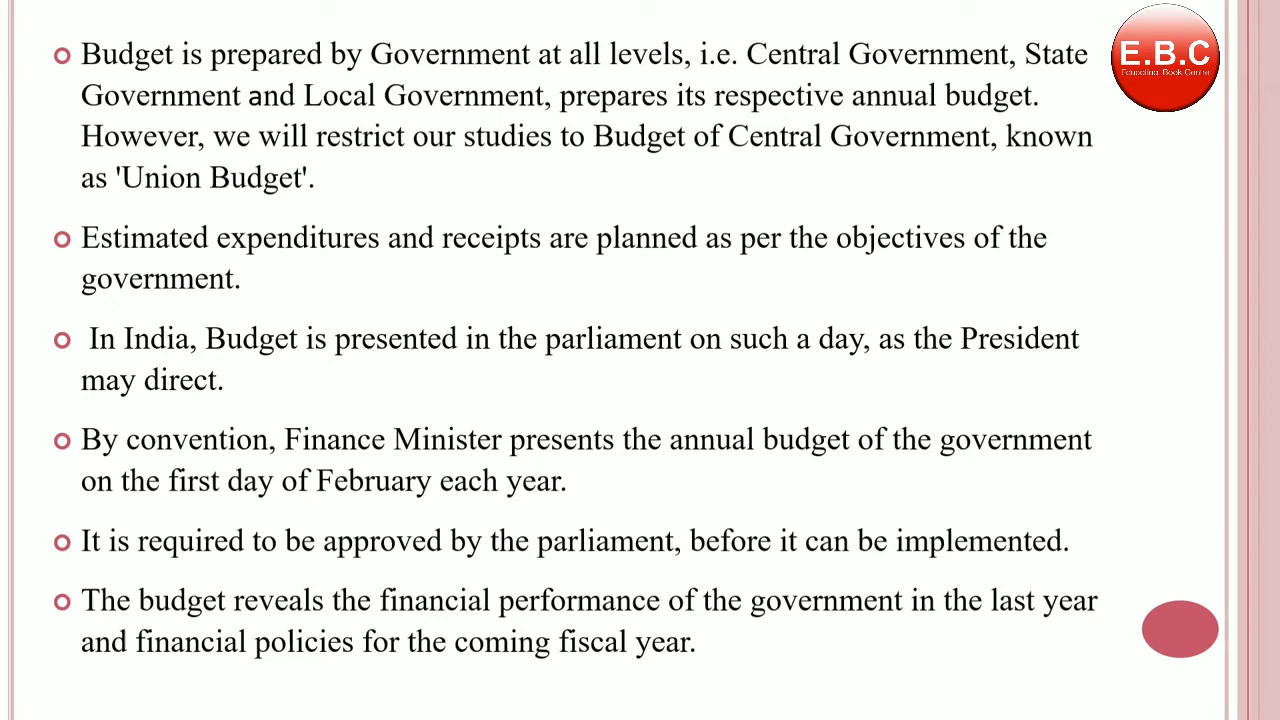 Budget is prepared by Government at all levels, i.e. Central Government, State
Government and Local Government, prepares its respective annual budget.
However, we will restrict our studies to Budget of Central Government, known
as 'Union Budget'.
Estimated expenditures and receipts are planned as per the objectives of the
government.
In India, Budget is presented in the parliament on such a day, as the President
may direct.
By convention, Finance Minister presents the annual budget of the government
on the first day of February each year.
It is required to be approved by the parliament, before it can be implemented.
The budget reveals the financial performance of the government in the last year
and financial policies for the coming fiscal year.
E.B.C
Book Centre